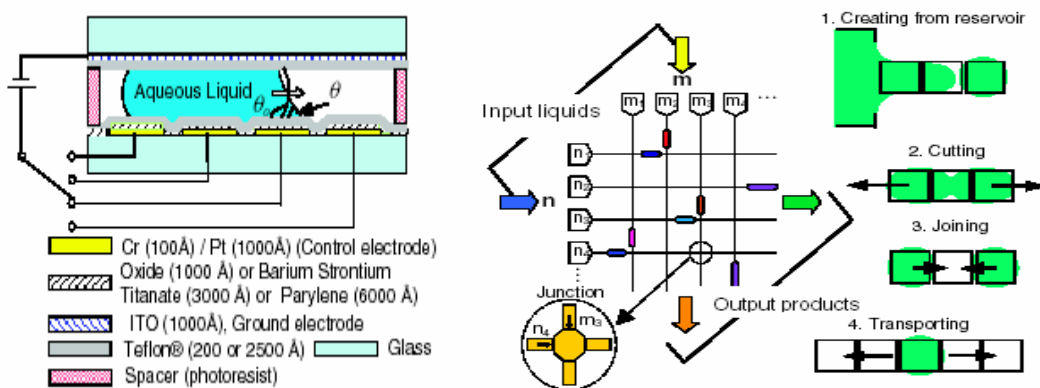 Aqueous Liquid
θ
θ₀
Cr (100Å) / Pt (1000Å) (Control electrode)
Oxide (1000 Å) or Barium Strontium
Titanate (3000 Å) or Parylene (6000 Å)
ITO (1000Å), Ground electrode
Teflon® (200 or 2500 Å)
Glass
Spacer (photoresist)
m
Input liquids
m₁ m₂ m₃ m₄ ...
n
n₂
n₃
n₄
n
Output products
Junction
n₄
m₃
1. Creating from reservoir
2. Cutting
3. Joining
4. Transporting